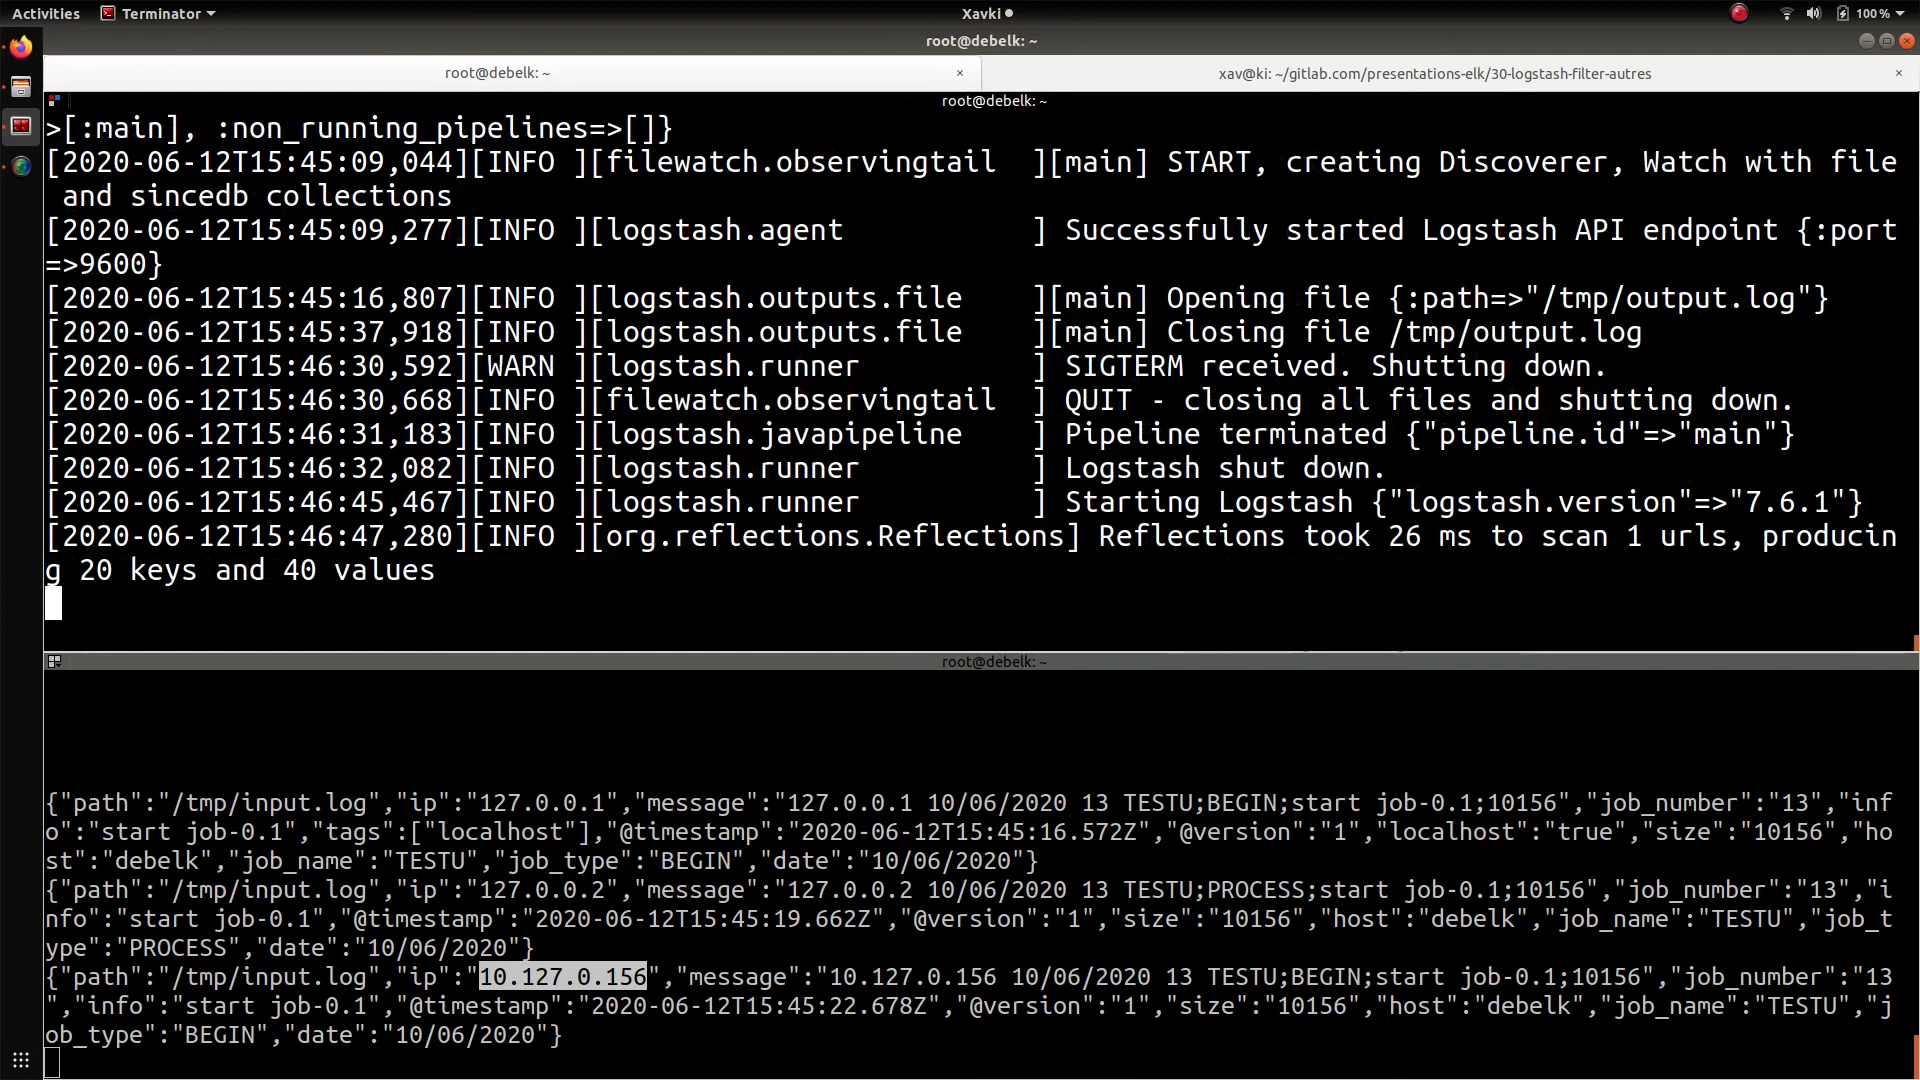 Activities Terminator Xavki 100 %
root@debelk: ~
root@debelk: ~ × xav@ki: ~/gitlab.com/presentations-elk/30-logstash-filter-autres ×
root@debelk: ~
>[:main], :non_running_pipelines=>[]}
[2020-06-12T15:45:09,044][INFO ][filewatch.observingtail  ][main] START, creating Discoverer, Watch with file
 and sincedb collections
[2020-06-12T15:45:09,277][INFO ][logstash.agent           ] Successfully started Logstash API endpoint {:port
=>9600}
[2020-06-12T15:45:16,807][INFO ][logstash.outputs.file    ][main] Opening file {:path=>"/tmp/output.log"}
[2020-06-12T15:45:37,918][INFO ][logstash.outputs.file    ][main] Closing file /tmp/output.log
[2020-06-12T15:46:30,592][WARN ][logstash.runner          ] SIGTERM received. Shutting down.
[2020-06-12T15:46:30,668][INFO ][filewatch.observingtail  ] QUIT - closing all files and shutting down.
[2020-06-12T15:46:31,183][INFO ][logstash.javapipeline    ] Pipeline terminated {"pipeline.id"=>"main"}
[2020-06-12T15:46:32,082][INFO ][logstash.runner          ] Logstash shut down.
[2020-06-12T15:46:45,467][INFO ][logstash.runner          ] Starting Logstash {"logstash.version"=>"7.6.1"}
[2020-06-12T15:46:47,280][INFO ][org.reflections.Reflections] Reflections took 26 ms to scan 1 urls, producin
g 20 keys and 40 values
root@debelk: ~
{"path":"/tmp/input.log","ip":"127.0.0.1","message":"127.0.0.1 10/06/2020 13 TESTU;BEGIN;start job-0.1;10156","job_number":"13","inf
o":"start job-0.1","tags":["localhost"],"@timestamp":"2020-06-12T15:45:16.572Z","@version":"1","localhost":"true","size":"10156","ho
st":"debelk","job_name":"TESTU","job_type":"BEGIN","date":"10/06/2020"}
{"path":"/tmp/input.log","ip":"127.0.0.2","message":"127.0.0.2 10/06/2020 13 TESTU;PROCESS;start job-0.1;10156","job_number":"13","i
nfo":"start job-0.1","@timestamp":"2020-06-12T15:45:19.662Z","@version":"1","size":"10156","host":"debelk","job_name":"TESTU","job_t
ype":"PROCESS","date":"10/06/2020"}
{"path":"/tmp/input.log","ip":"10.127.0.156","message":"10.127.0.156 10/06/2020 13 TESTU;BEGIN;start job-0.1;10156","job_number":"13
","info":"start job-0.1","@timestamp":"2020-06-12T15:45:22.678Z","@version":"1","size":"10156","host":"debelk","job_name":"TESTU","j
ob_type":"BEGIN","date":"10/06/2020"}